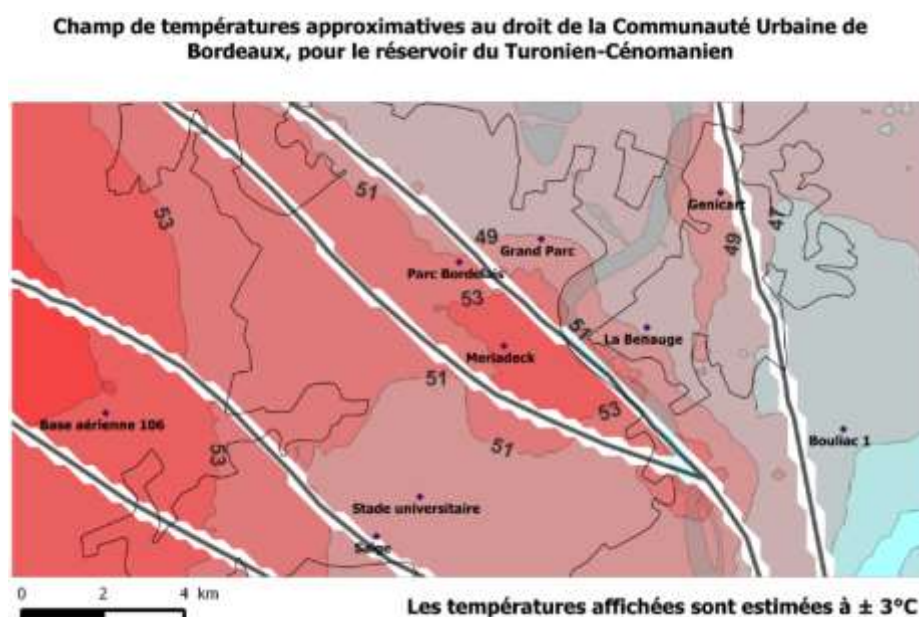 Champ de températures approximatives au droit de la Communauté Urbaine de
Bordeaux, pour le réservoir du Turonien-Cénomanien
53
51
Genicart
47
49
49
Grand Parc
Parc Bordelais
53
51
La Benauge
Meriadeck
51
53
Base aérienne 106
51
Bouliac 1
53
Stade universitaire
Saige
0 2 4 km
Les températures affichées sont estimées à ± 3°C